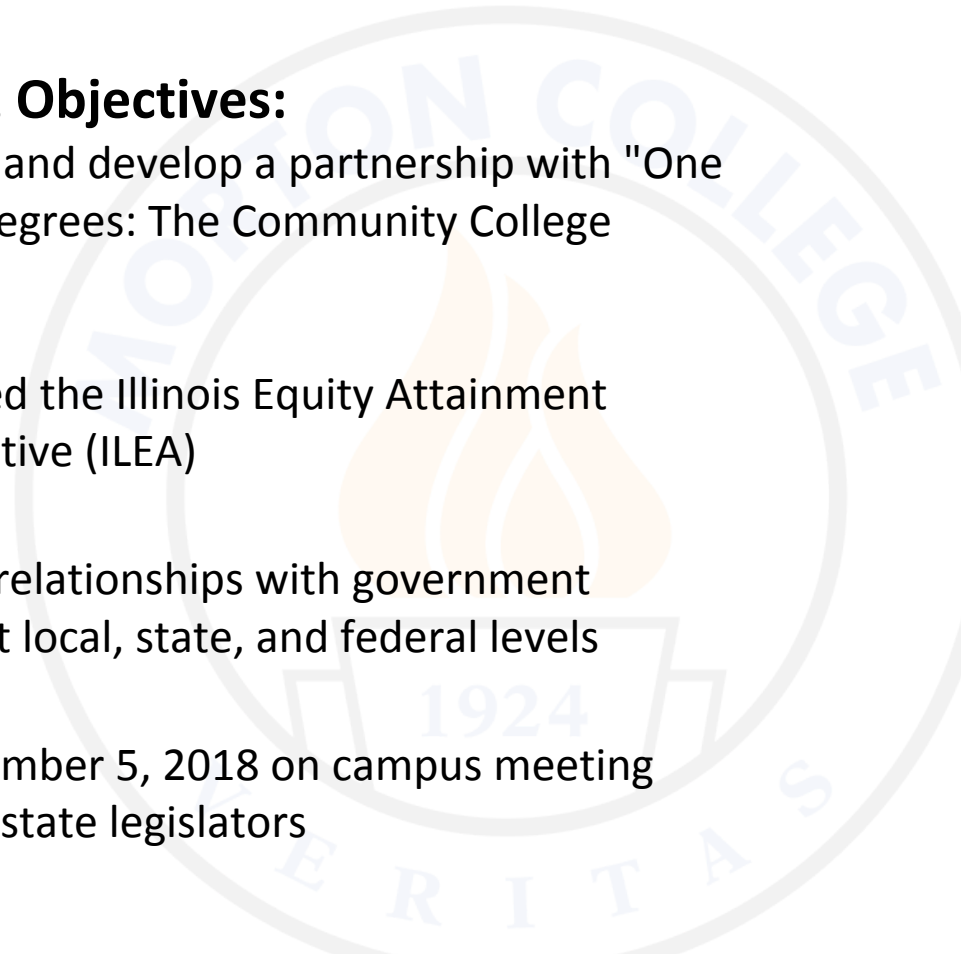 Objectives:
and develop a partnership with "One
egrees: The Community College
ed the Illinois Equity Attainment
tive (ILEA)
relationships with government
t local, state, and federal levels
mber 5, 2018 on campus meeting
state legislators
MORTON COLLEGE
1924
VERITAS